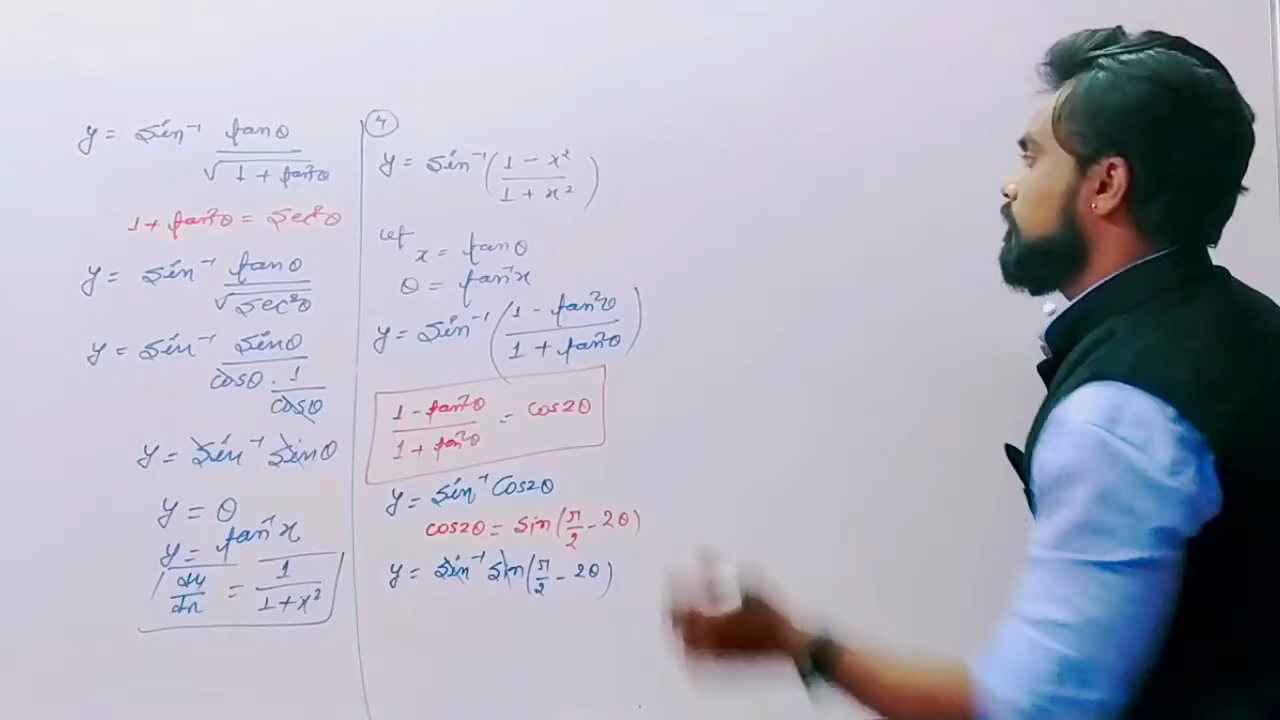 y = sin⁻¹ tanθ / √(1 + tan²θ)
1 + tan²θ = sec²θ
y = sin⁻¹ tanθ / √(sec²θ)
y = sin⁻¹ sinθ / (cosθ · 1/cosθ)
y = sin⁻¹ sinθ
y = θ
y = tan⁻¹x
dy/dx = 1/(1+x²)
4
y = sin⁻¹((1 - x²)/(1 + x²))
let
x = tanθ
θ = tan⁻¹x
y = sin⁻¹((1 - tan²θ)/(1 + tan²θ))
(1 - tan²θ)/(1 + tan²θ) = cos2θ
y = sin⁻¹ cos2θ
cos2θ = sin(π/2 - 2θ)
y = sin⁻¹ sin(π/2 - 2θ)